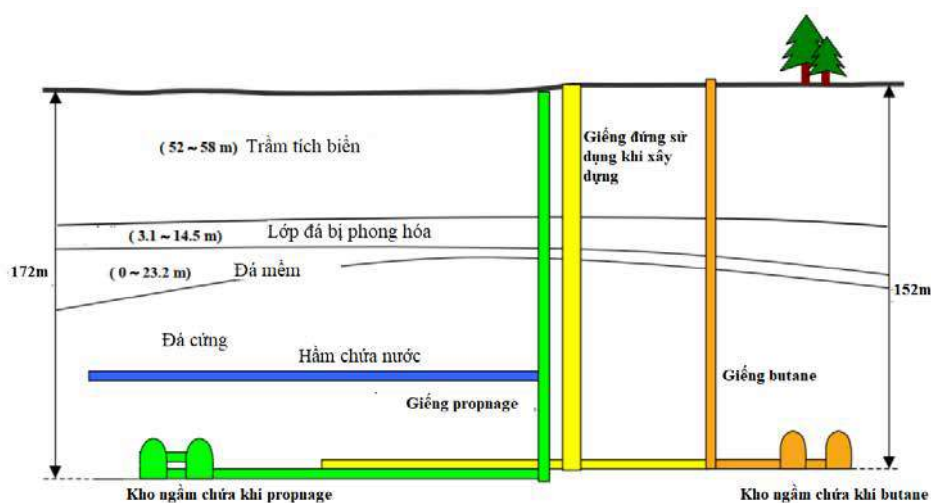 ( 52 ~ 58 m) Trầm tích biển
Giếng đứng sử
dụng khi xây
dựng
( 3.1 ~ 14.5 m) Lớp đá bị phong hóa
172m
( 0 ~ 23.2 m) Đá mềm
152m
Đá cứng
Hầm chứa nước
Giếng butane
Giếng propnage
Kho ngầm chứa khi propnage
Kho ngầm chứa khi butane